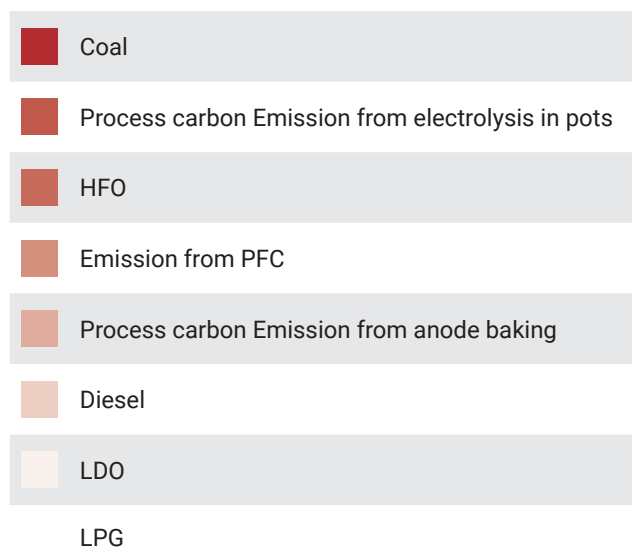 Coal
Process carbon Emission from electrolysis in pots
HFO
Emission from PFC
Process carbon Emission from anode baking
Diesel
LDO
LPG